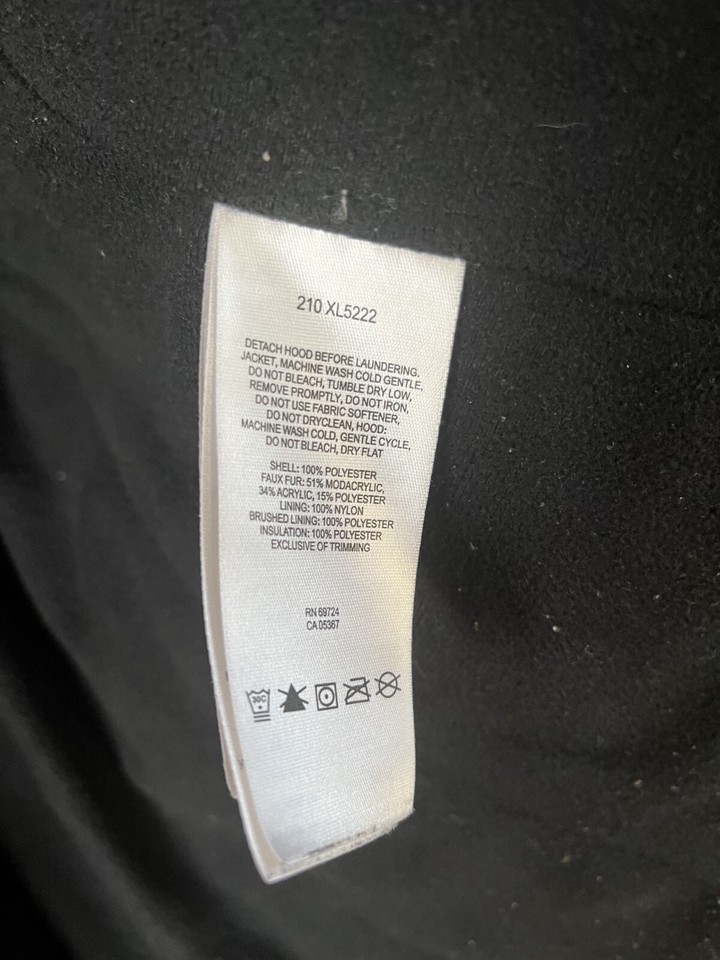 210 XL5222
DETACH HOOD BEFORE LAUNDERING.
JACKET, MACHINE WASH COLD GENTLE,
DO NOT BLEACH, TUMBLE DRY LOW,
REMOVE PROMPTLY, DO NOT IRON,
DO NOT USE FABRIC SOFTENER,
DO NOT DRYCLEAN, HOOD:
MACHINE WASH COLD, GENTLE CYCLE,
DO NOT BLEACH, DRY FLAT
SHELL: 100% POLYESTER
FAUX FUR: 51% MODACRYLIC,
34% ACRYLIC, 15% POLYESTER
LINING: 100% NYLON
BRUSHED LINING: 100% POLYESTER
INSULATION: 100% POLYESTER
EXCLUSIVE OF TRIMMING
RN 69724
CA 05367
30C